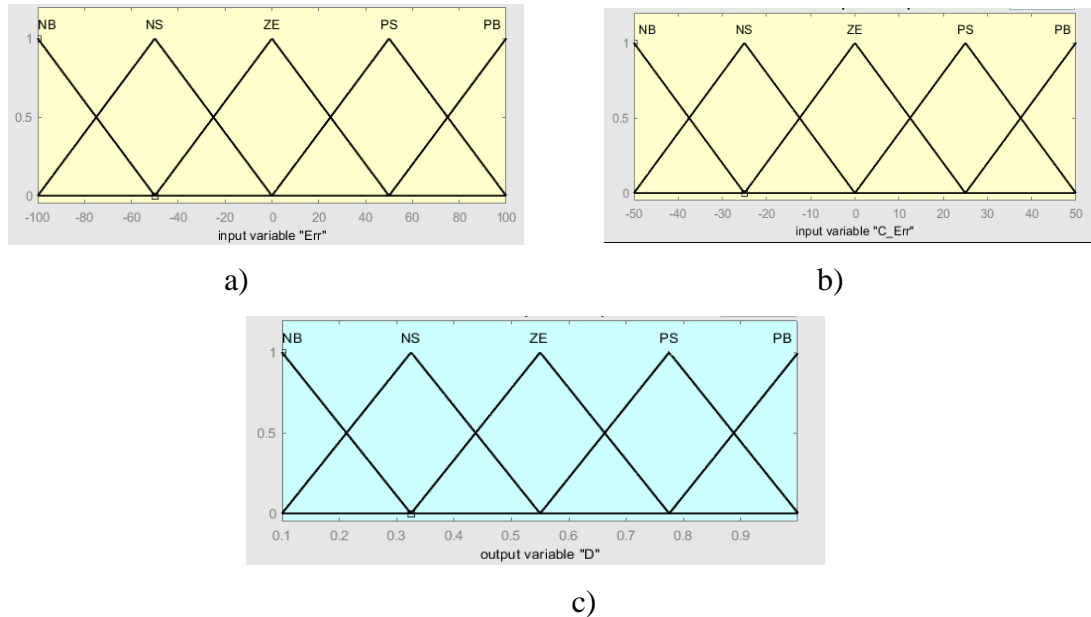 NB NS ZE PS PB
1
0.5
0
-100 -80 -60 -40 -20 0 20 40 60 80 100
input variable "Err"
a)
NB NS ZE PS PB
1
0.5
0
-50 -40 -30 -20 -10 0 10 20 30 40 50
input variable "C_Err"
b)
NB NS ZE PS PB
1
0.5
0
0.1 0.2 0.3 0.4 0.5 0.6 0.7 0.8 0.9
output variable "D"
c)